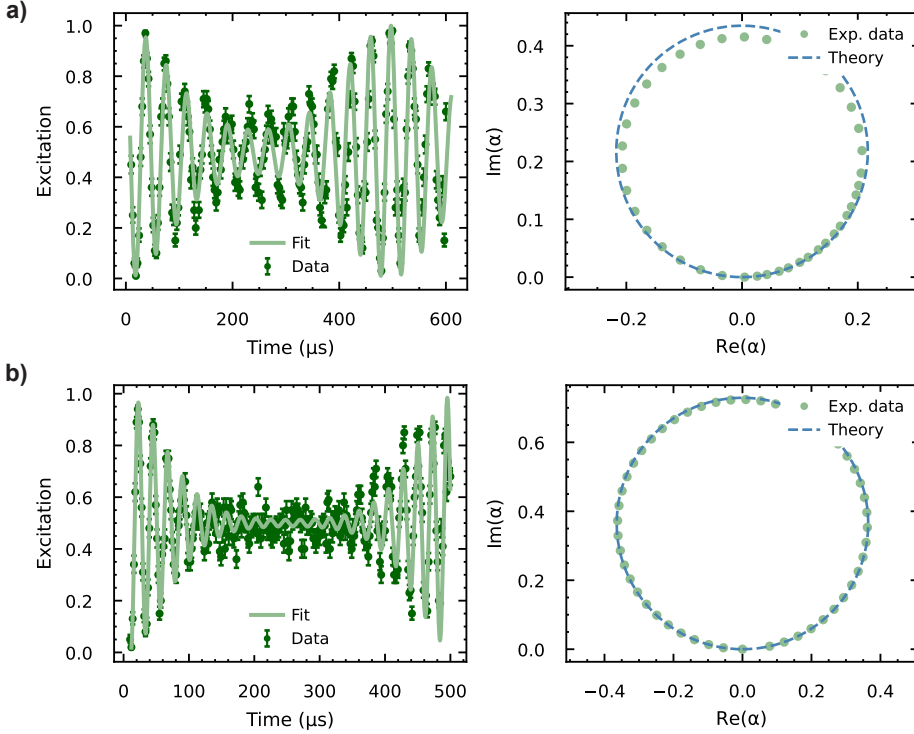 a)
1.0
0.8
0.6
0.4
0.2
0.0
Excitation
Fit
Data
0 200 400 600
Time (μs)
0.4
0.2
0.0
Im(α)
Exp. data
Theory
−0.2 0.0 0.2
Re(α)
b)
1.0
0.8
0.6
0.4
0.2
0.0
Excitation
Fit
Data
0 100 200 300 400 500
Time (μs)
0.6
0.4
0.2
0.0
Im(α)
Exp. data
Theory
−0.4 −0.2 0.0 0.2 0.4
Re(α)